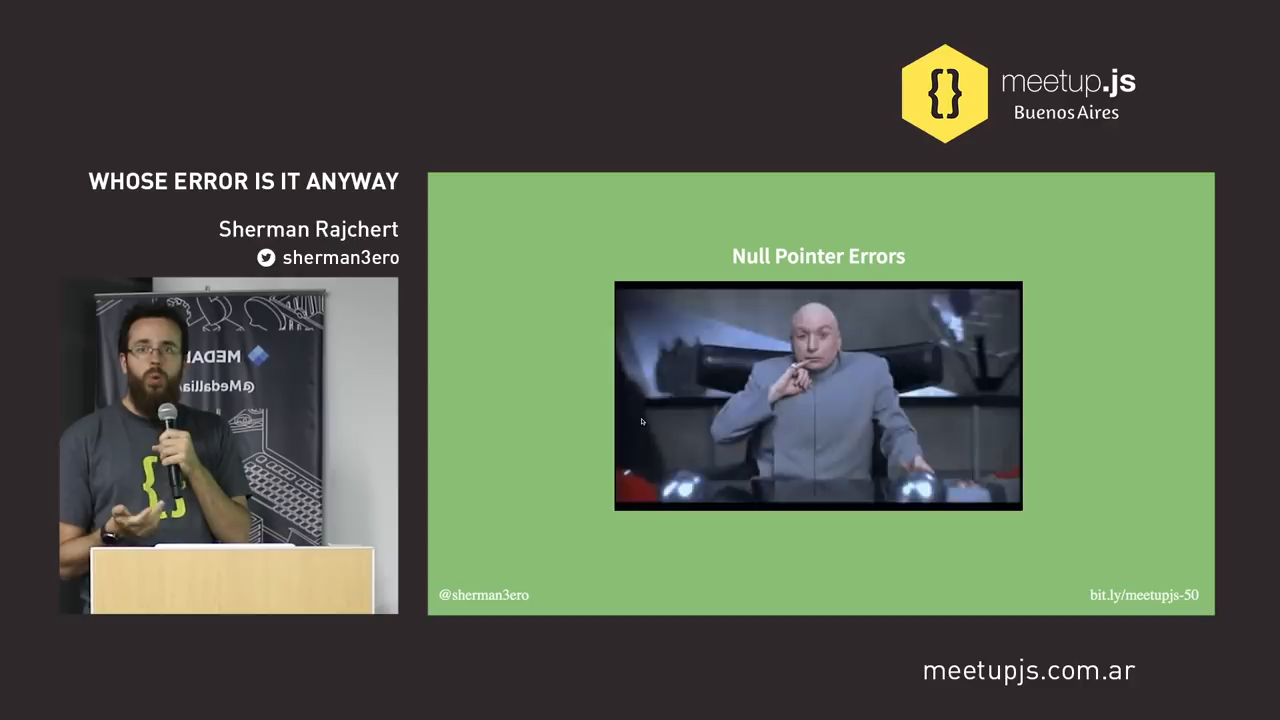 {}
meetup.js
Buenos Aires
WHOSE ERROR IS IT ANYWAY
Sherman Rajchert
sherman3ero
Null Pointer Errors
@sherman3ero
bit.ly/meetupjs-50
meetupjs.com.ar